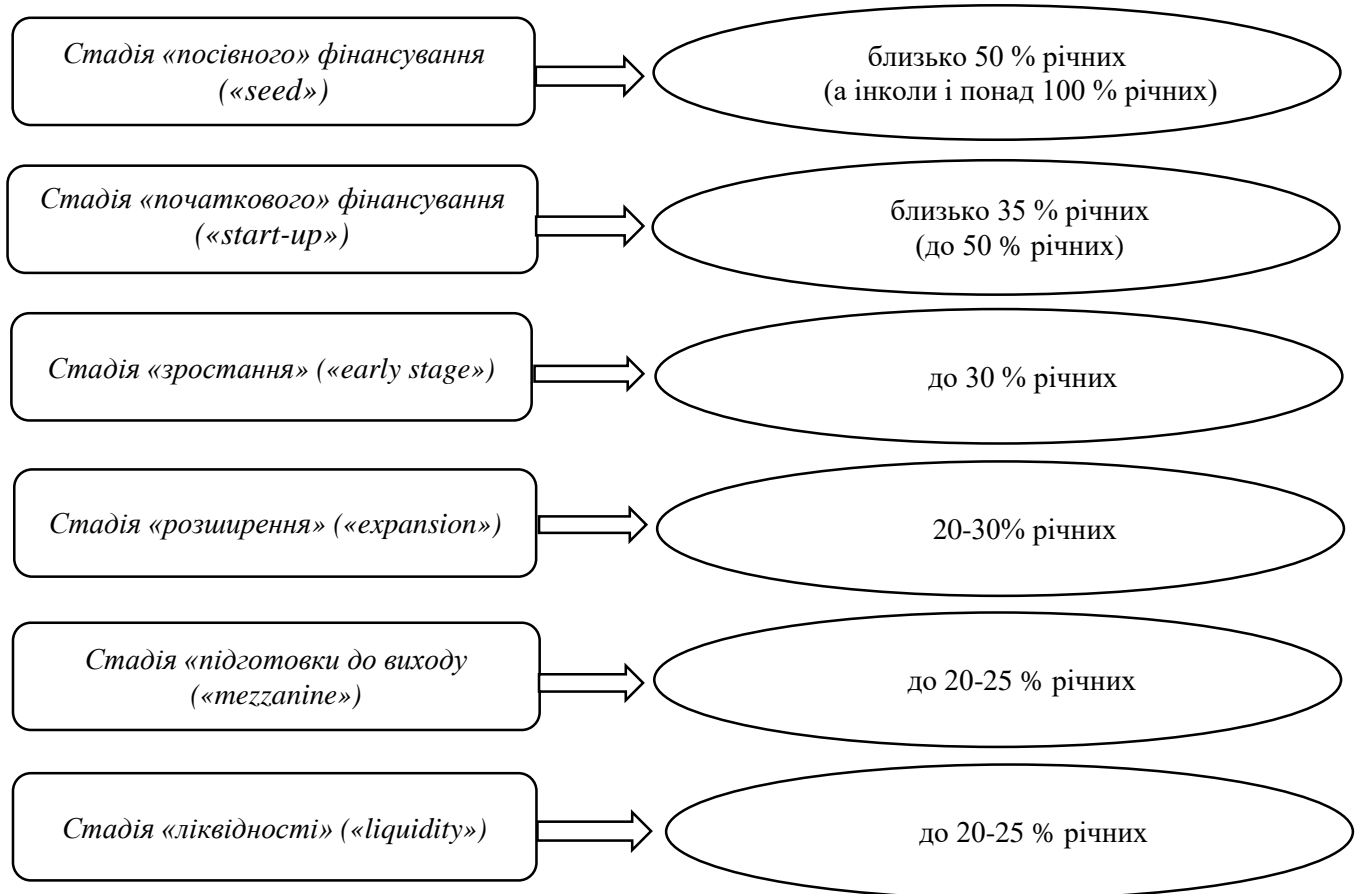 Стадія «посівного» фінансування
(«seed»)
близько 50 % річних
(а інколи і понад 100 % річних)
Стадія «початкового» фінансування
(«start-up»)
близько 35 % річних
(до 50 % річних)
Стадія «зростання» («early stage»)
до 30 % річних
Стадія «розширення» («expansion»)
20-30% річних
Стадія «підготовки до виходу
(«mezzanine»)
до 20-25 % річних
Стадія «ліквідності» («liquidity»)
до 20-25 % річних